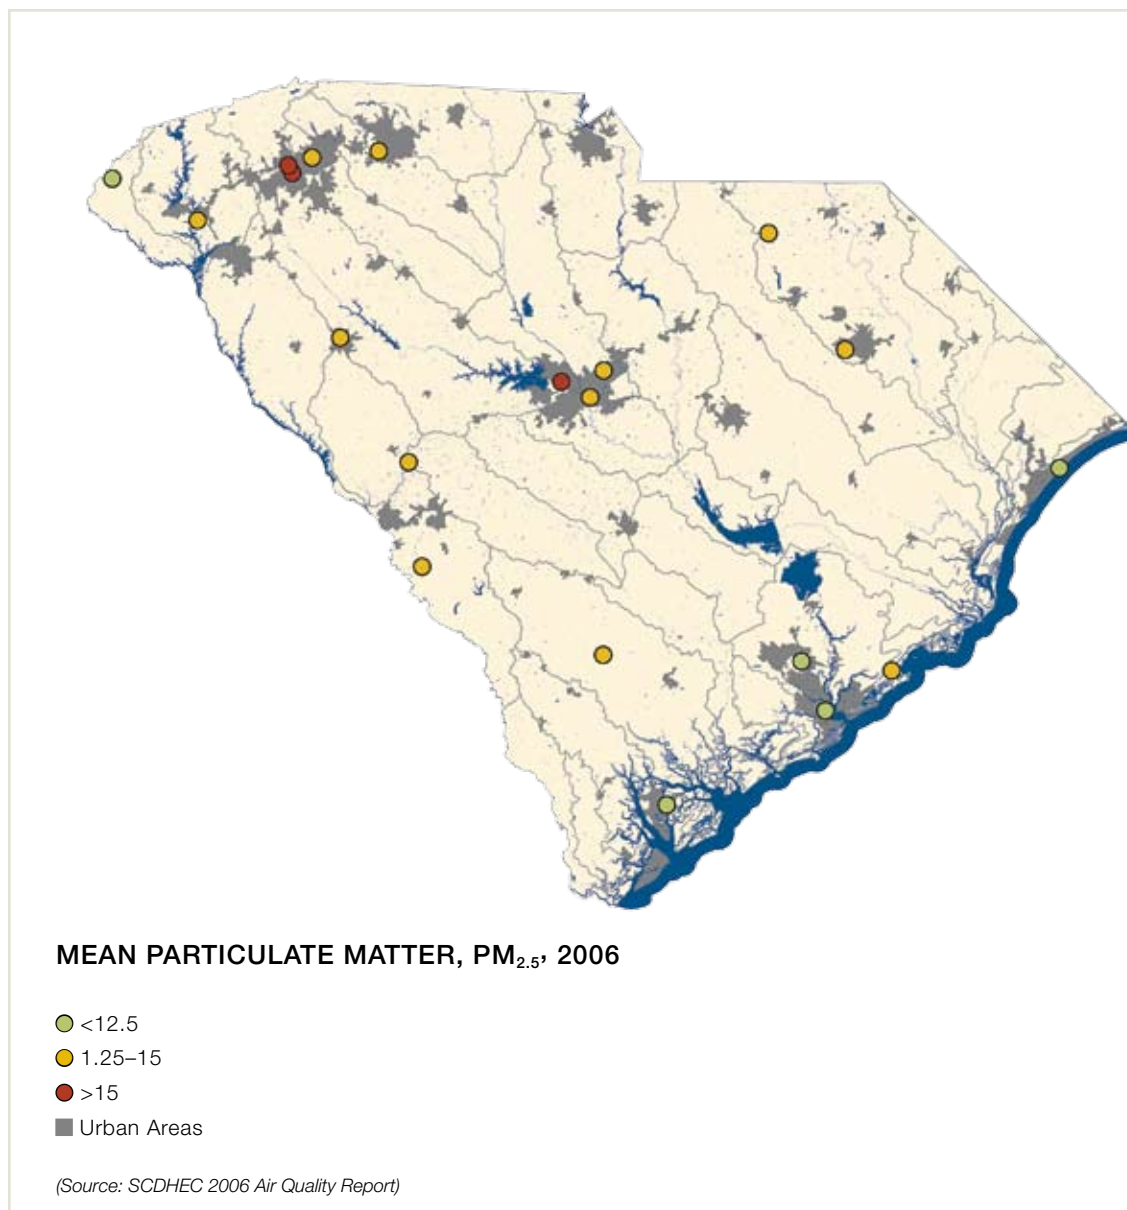 MEAN PARTICULATE MATTER, PM2.5, 2006
<12.5
1.25–15
>15
Urban Areas
(Source: SCDHEC 2006 Air Quality Report)